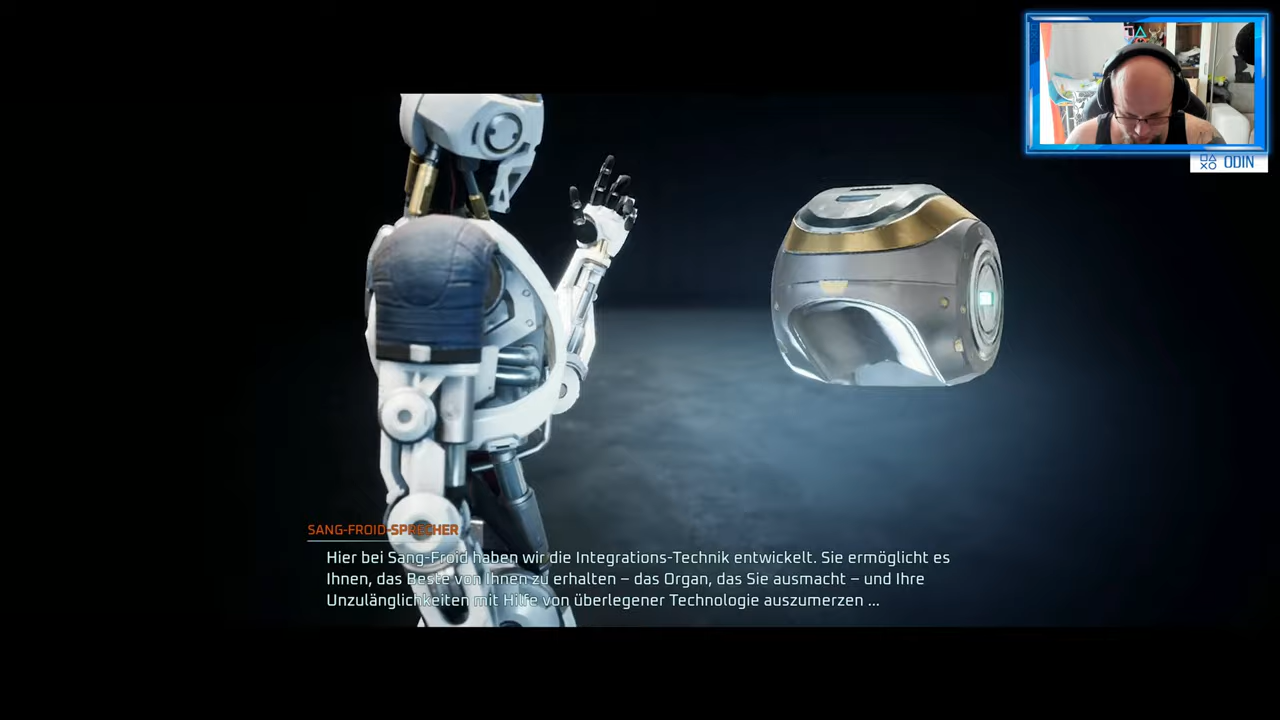 ODIN
SANG-FROID-SPRECHER
Hier bei Sang-Froid haben wir die Integrations-Technik entwickelt. Sie ermöglicht es
Ihnen, das Beste von Ihnen zu erhalten – das Organ, das Sie ausmacht – und Ihre
Unzulänglichkeiten mit Hilfe von überlegener Technologie auszumerzen ...